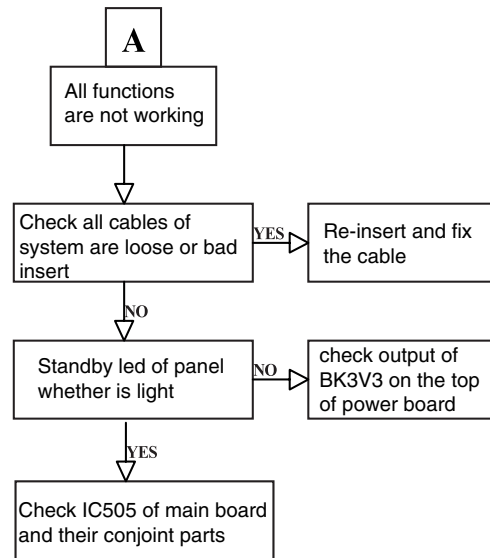 A
All functions
are not working
Check all cables of
system are loose or bad
insert
YES
Re-insert and fix
the cable
NO
Standby led of panel
whether is light
NO
check output of
BK3V3 on the top
of power board
YES
Check IC505 of main board
and their conjoint parts